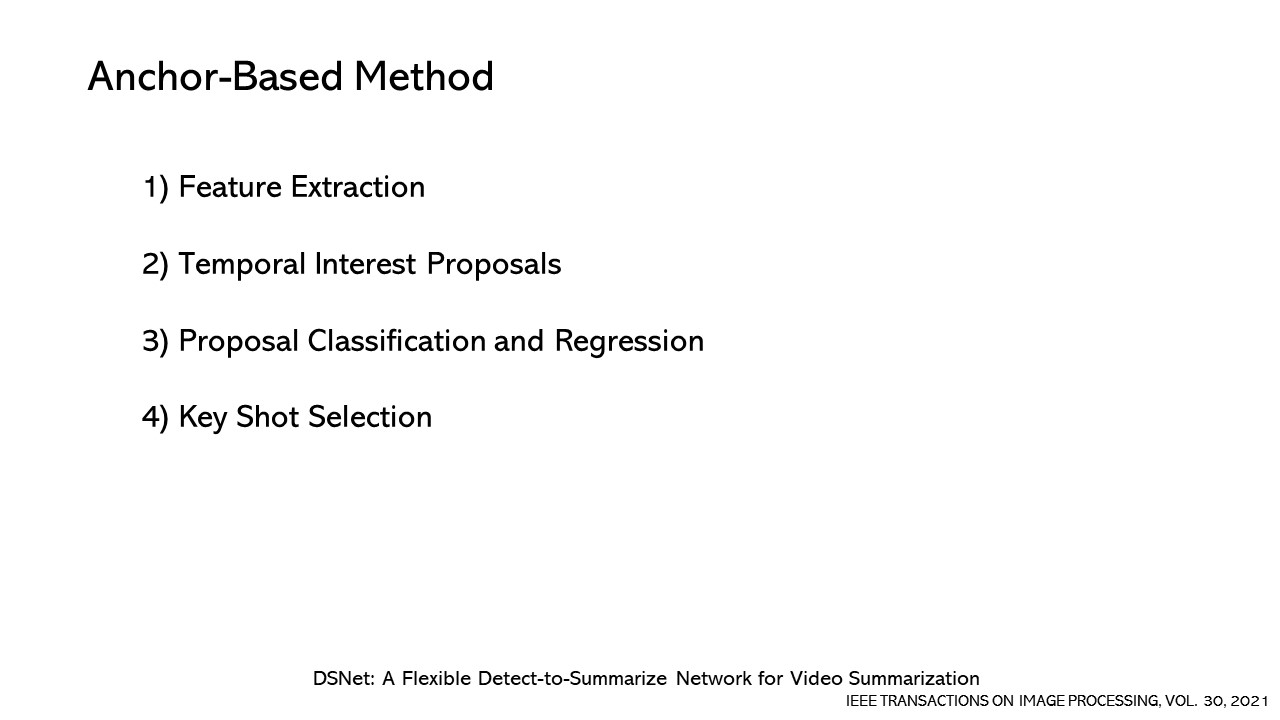 Anchor-Based Method
1) Feature Extraction
2) Temporal Interest Proposals
3) Proposal Classification and Regression
4) Key Shot Selection
DSNet: A Flexible Detect-to-Summarize Network for Video Summarization
IEEE TRANSACTIONS ON IMAGE PROCESSING, VOL. 30, 2021